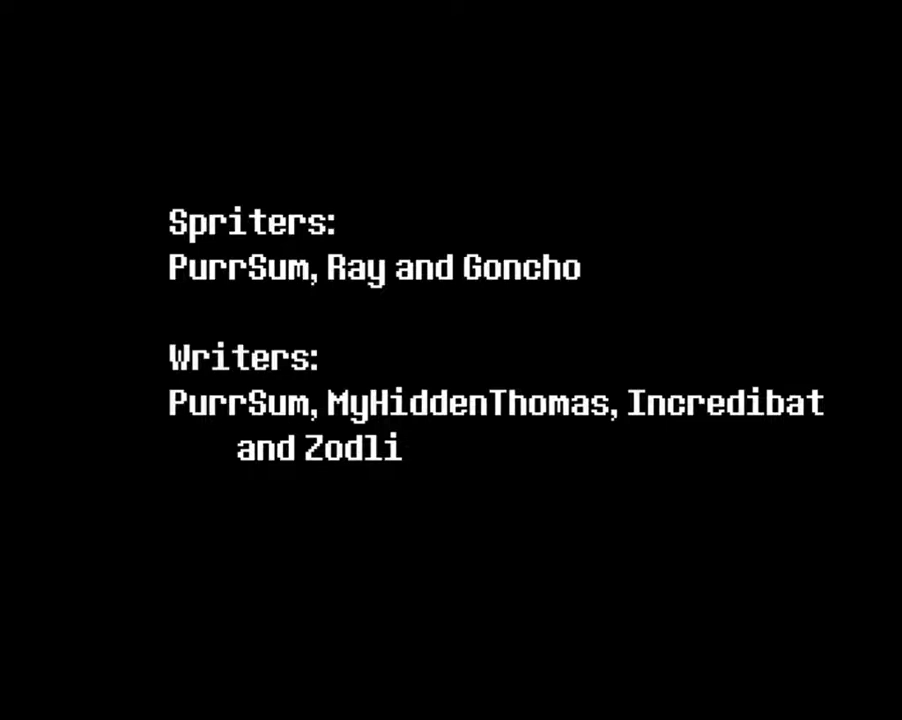 Spriters:
PurrSum, Ray and Goncho
Writers:
PurrSum, MyHiddenThomas, Incredibat
and Zodli